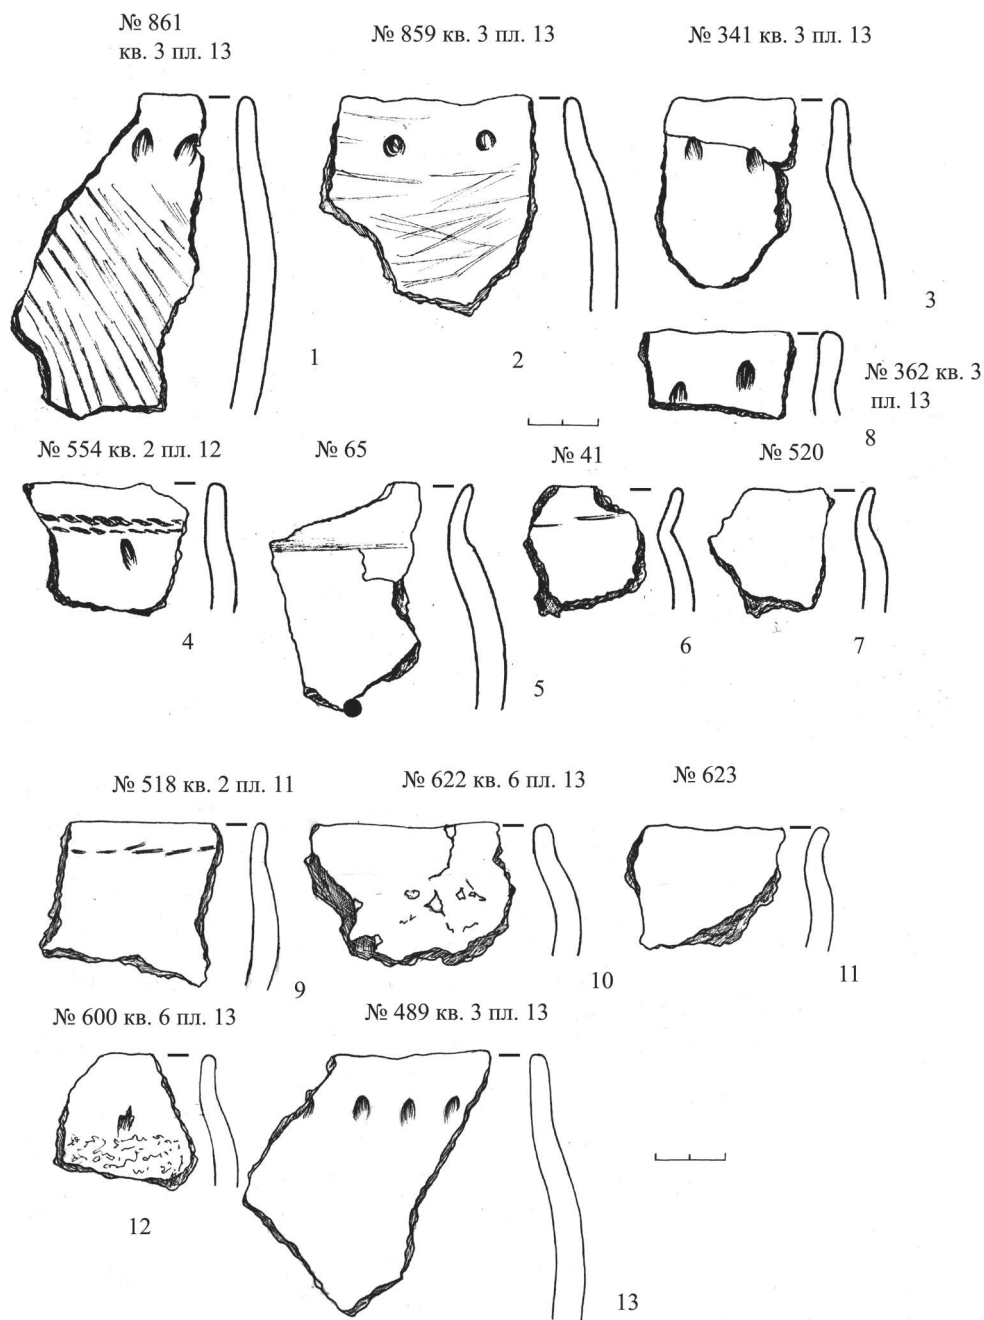 № 861
кв. 3 пл. 13
№ 859 кв. 3 пл. 13
№ 341 кв. 3 пл. 13
1
2
3
№ 362 кв. 3
пл. 13
8
№ 554 кв. 2 пл. 12
№ 65
№ 41
№ 520
4
5
6
7
№ 518 кв. 2 пл. 11
№ 622 кв. 6 пл. 13
№ 623
9
10
11
№ 600 кв. 6 пл. 13
№ 489 кв. 3 пл. 13
12
13